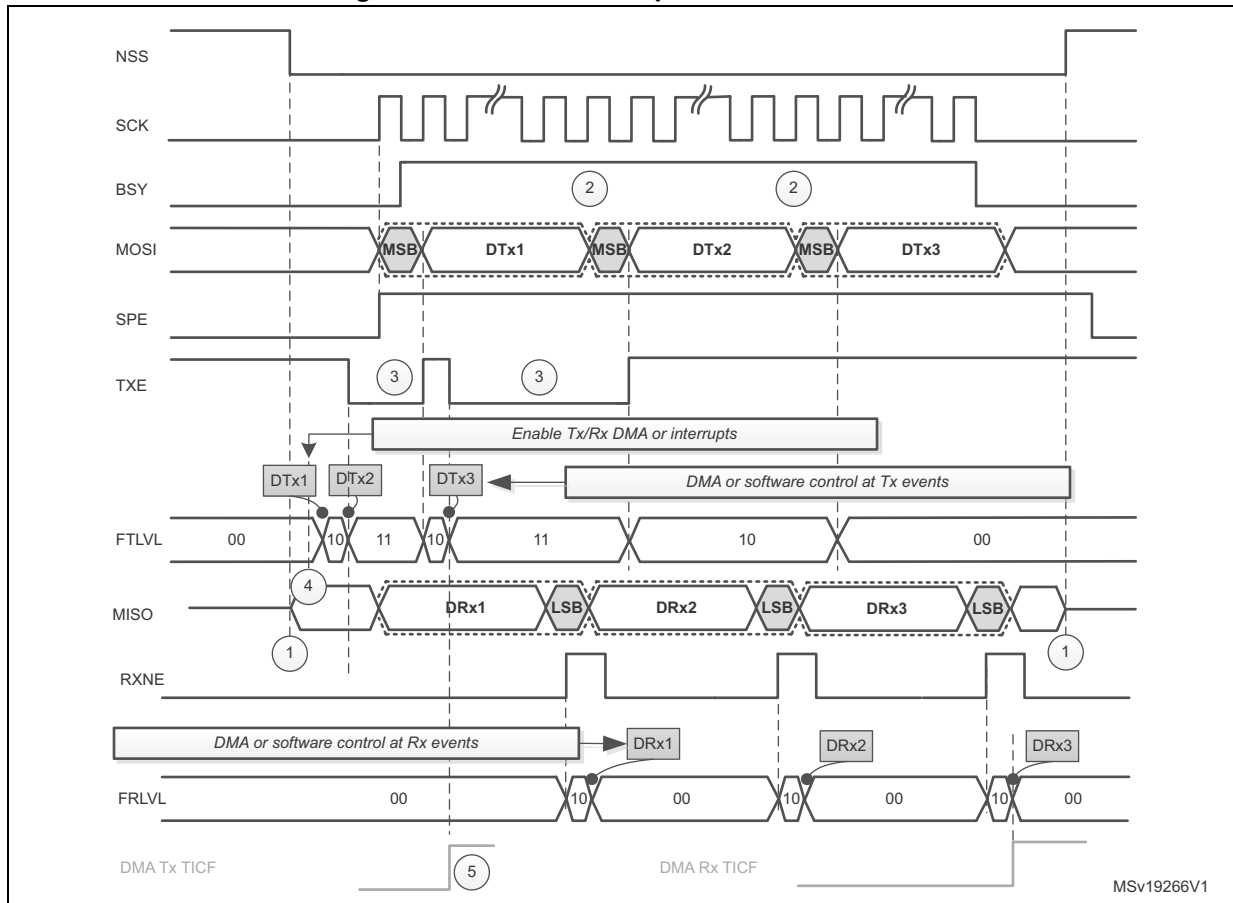 NSS
SCK
BSY
2 2
MOSI
MSB DTx1 MSB DTx2 MSB DTx3
SPE
TXE
3 3
Enable Tx/Rx DMA or interrupts
DTx1 DTx2 DTx3
DMA or software control at Tx events
FTLVL
00 10 11 10 11 10 00
4
MISO
DRx1 LSB DRx2 LSB DRx3 LSB
1 1
RXNE
DMA or software control at Rx events
DRx1 DRx2 DRx3
FRLVL
00 10 00 10 00 10 00
DMA Tx TICF
5
DMA Rx TICF
MSv19266V1